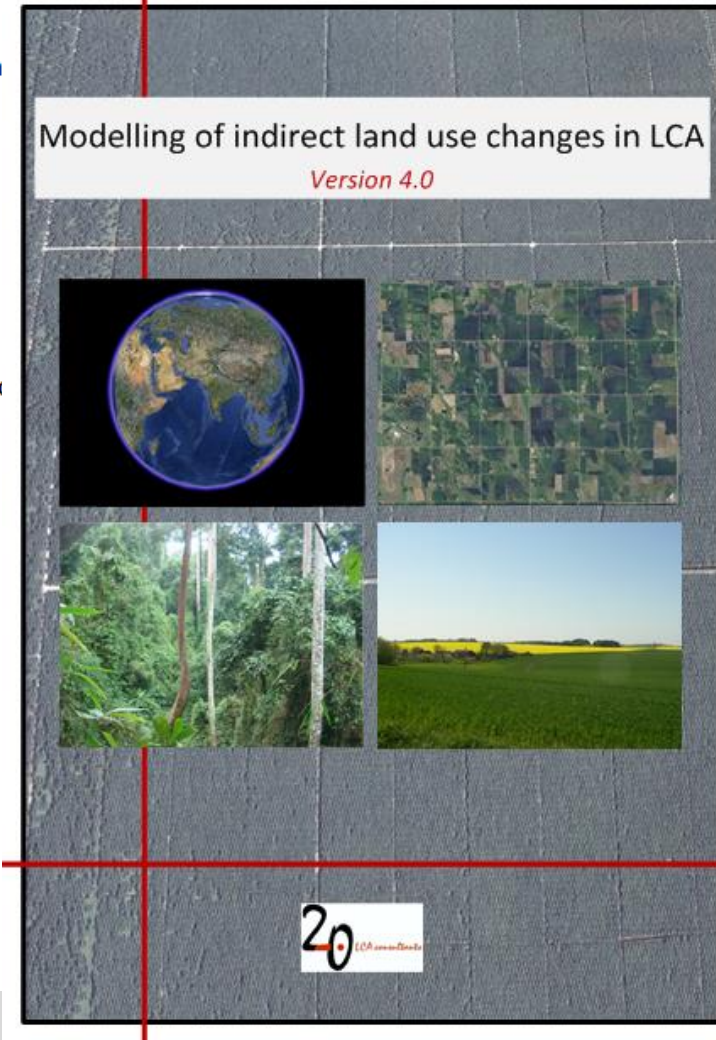 Modelling of indirect land use changes in LCA
Version 4.0
2.0
LCA consultants